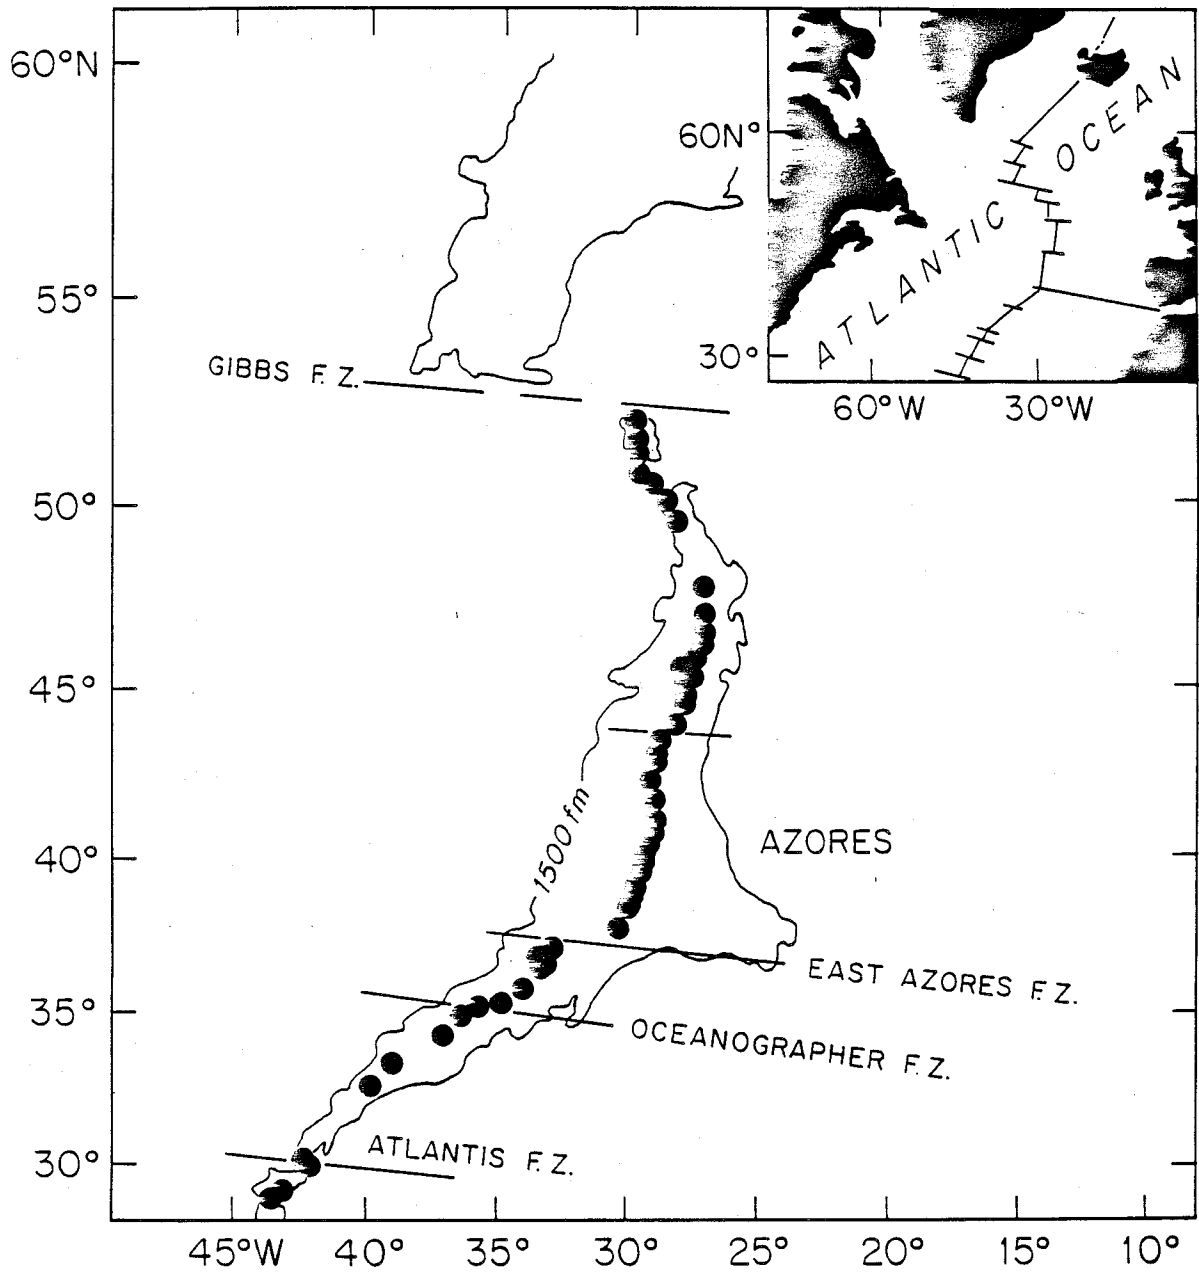 60°N
55°
50°
45°
40°
35°
30°
GIBBS F.Z.
1500 fm
AZORES
EAST AZORES F.Z.
OCEANOGRAPHER F.Z.
ATLANTIS F.Z.
45°W 40° 35° 30° 25° 20° 15° 10°
60N°
30°
ATLANTIC OCEAN
60°W 30°W